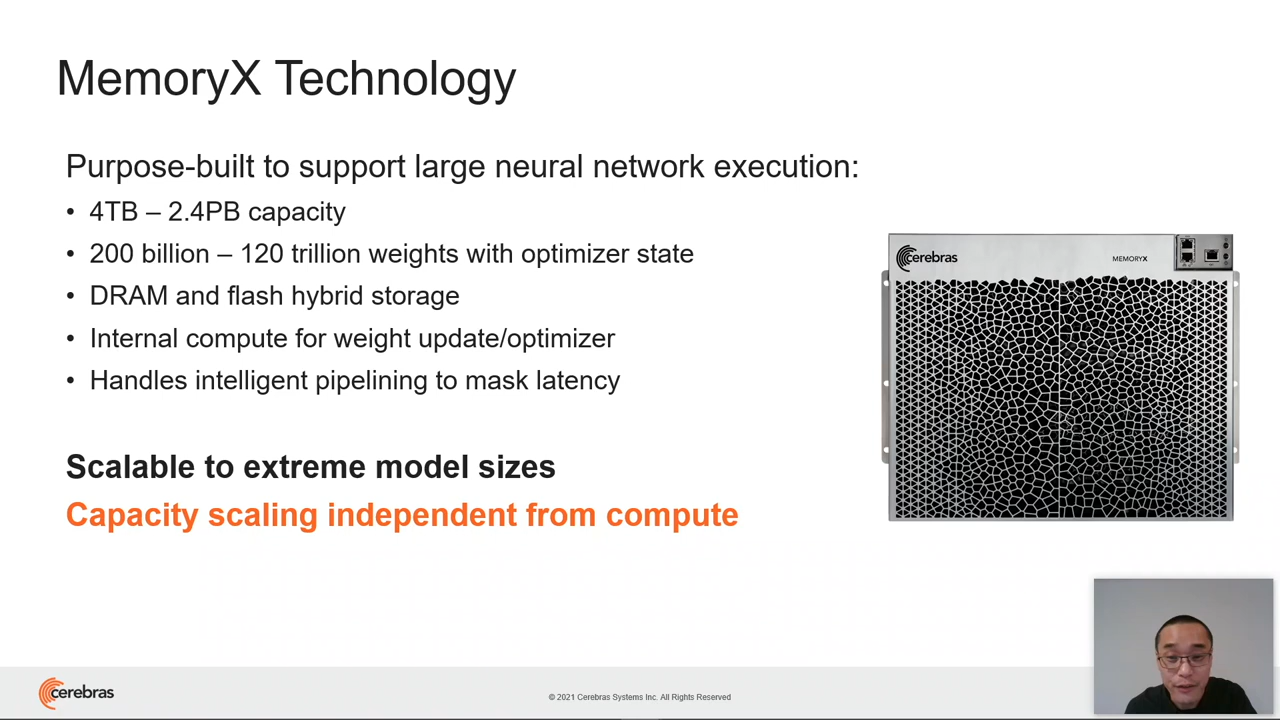 MemoryX Technology
Purpose-built to support large neural network execution:
• 4TB – 2.4PB capacity
• 200 billion – 120 trillion weights with optimizer state
• DRAM and flash hybrid storage
• Internal compute for weight update/optimizer
• Handles intelligent pipelining to mask latency
cerebras
MEMORYX
Scalable to extreme model sizes
Capacity scaling independent from compute
cerebras
© 2021 Cerebras Systems Inc. All Rights Reserved